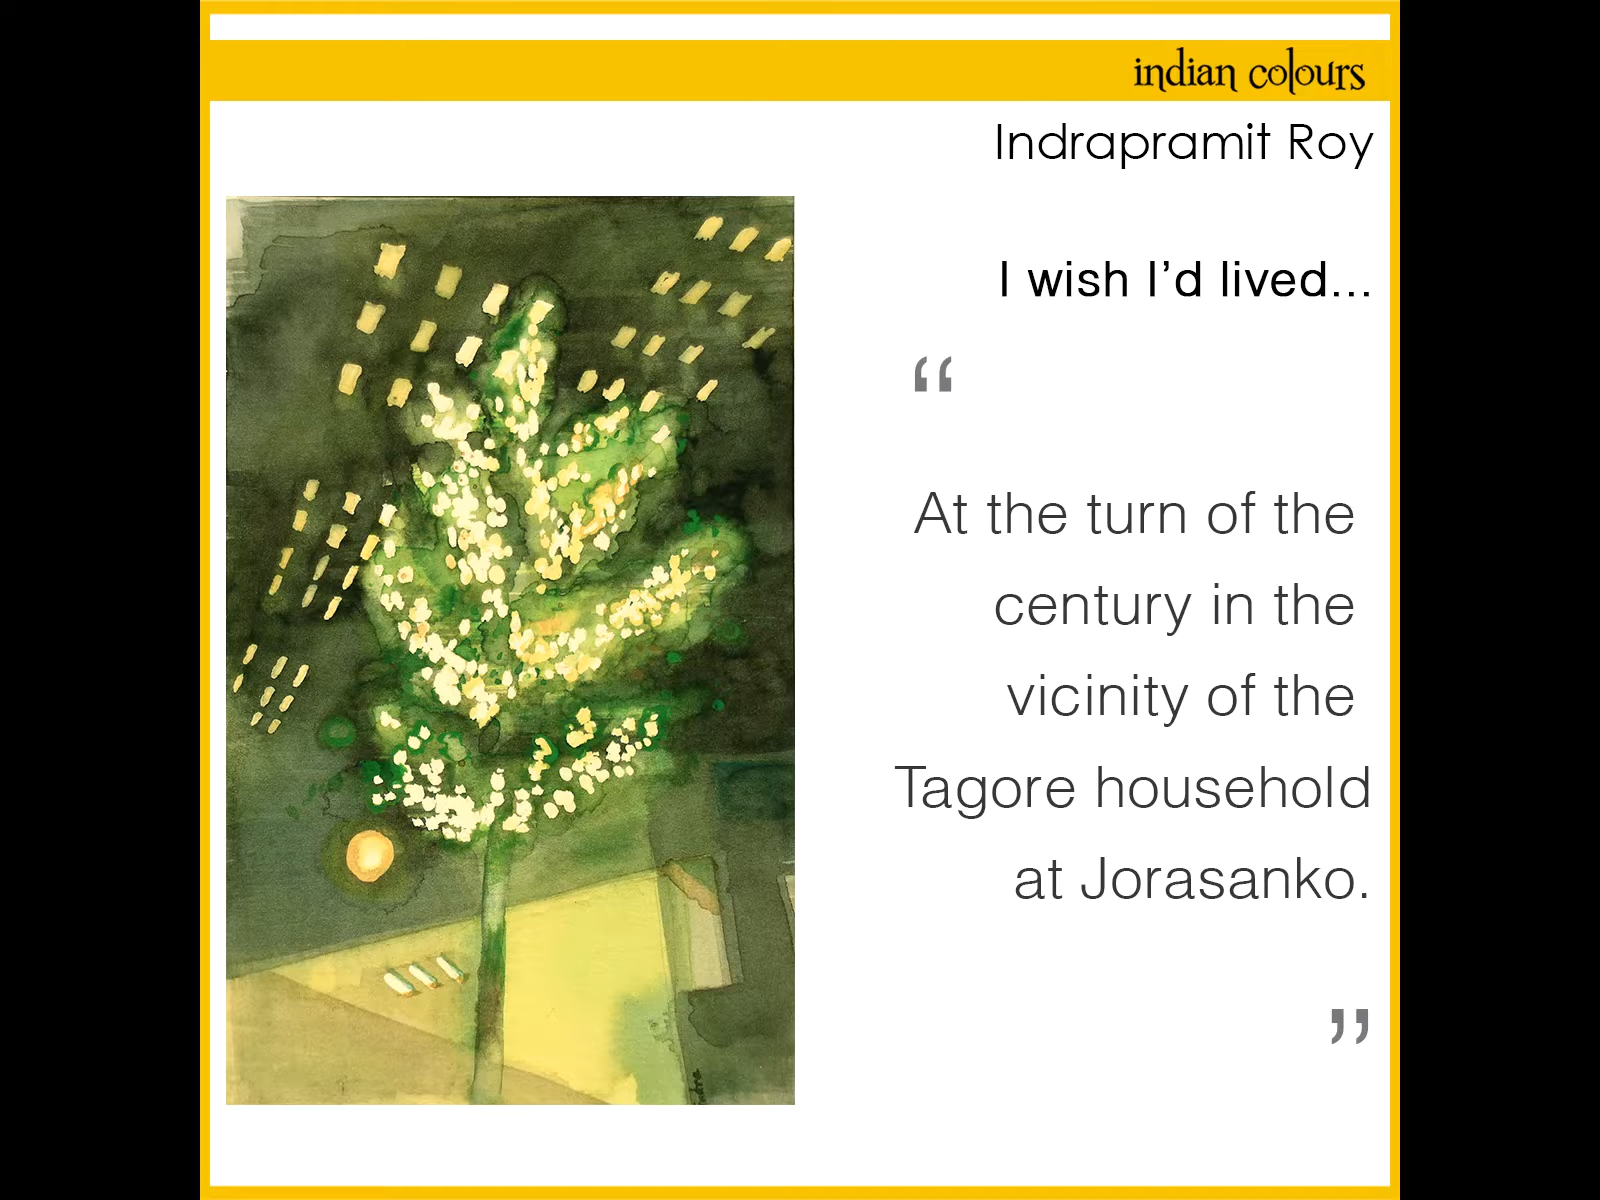 indian colours
Indrapramit Roy
I wish I’d lived...
“
At the turn of the
century in the
vicinity of the
Tagore household
at Jorasanko.
”